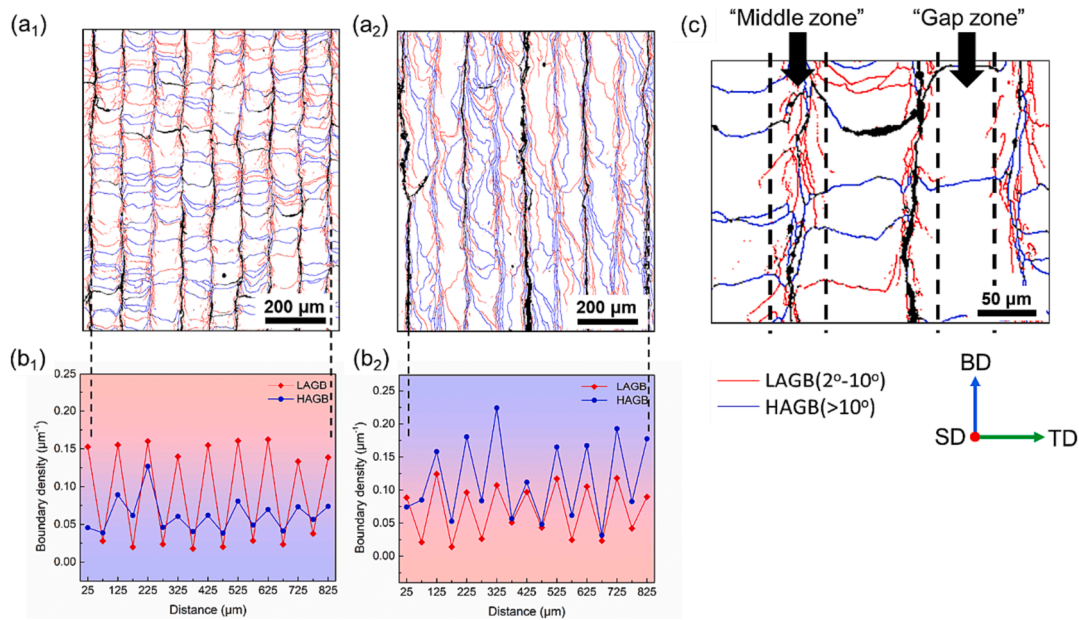 (a1)
(a2)
(c)
“Middle zone”
“Gap zone”
200 µm
200 µm
50 µm
(b1)
(b2)
LAGB(2º-10º)
HAGB(>10º)
BD
SD
TD
Boundary density (µm-1)
0.25
0.20
0.15
0.10
0.05
0.00
LAGB
HAGB
25 125 225 325 425 525 625 725 825
Distance (µm)
Boundary density (µm-1)
0.25
0.20
0.15
0.10
0.05
0.00
LAGB
HAGB
25 125 225 325 425 525 625 725 825
Distance (µm)